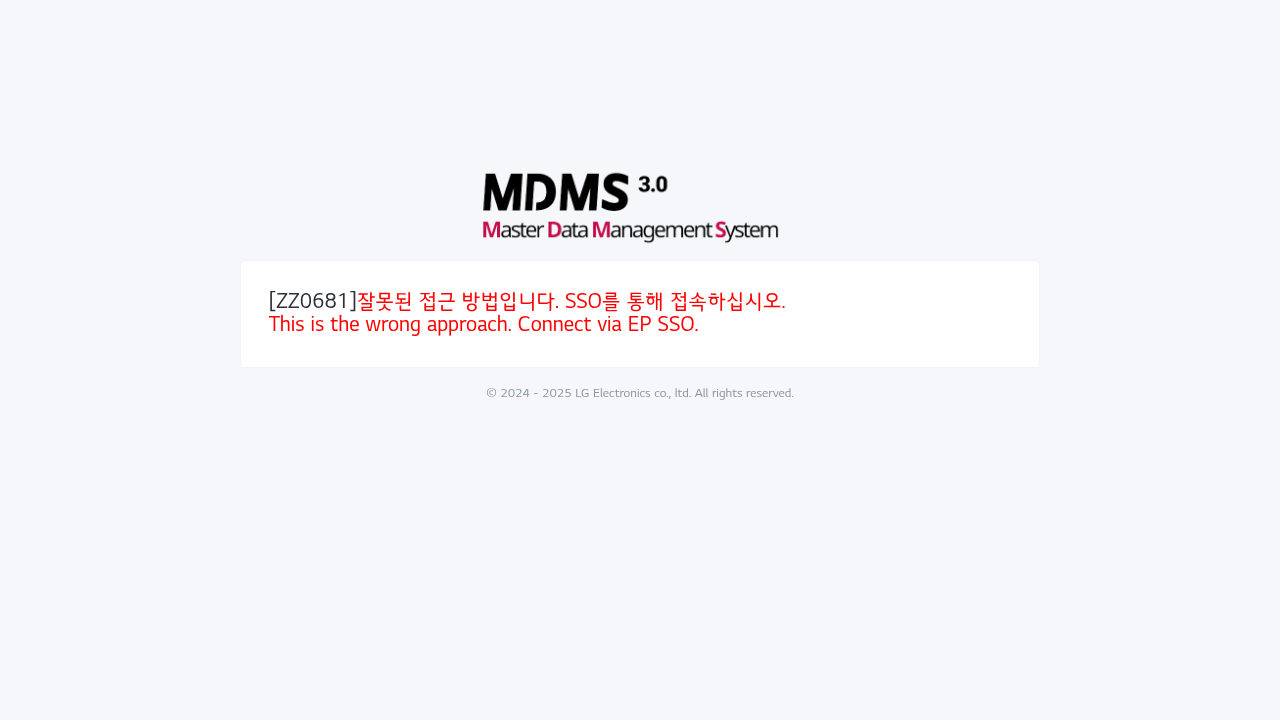 MDMS 3.0
Master Data Management System
[ZZ0681]잘못된 접근 방법입니다. SSO를 통해 접속하십시오.
This is the wrong approach. Connect via EP SSO.
© 2024 - 2025 LG Electronics co., ltd. All rights reserved.